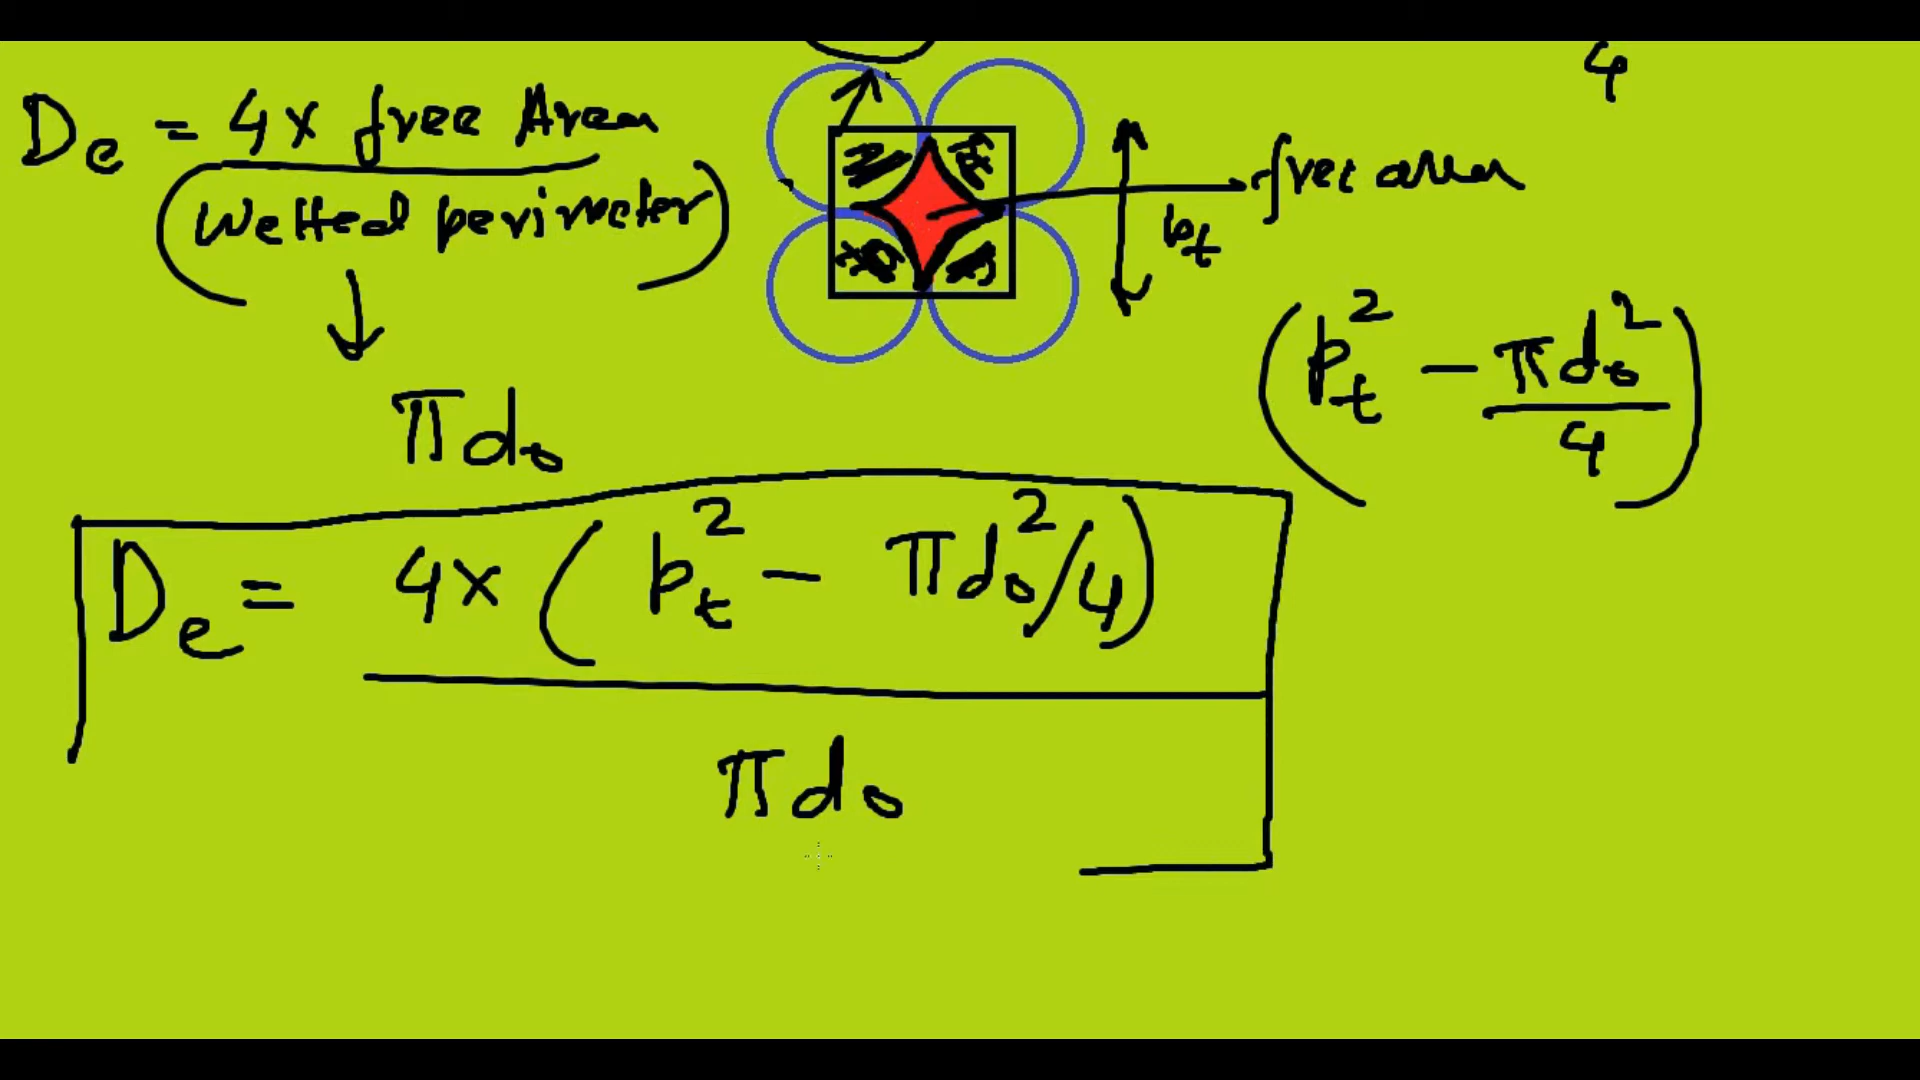 4
De = 4x free Area
(Wetted perimeter)
free area
Pt
πdo
(Pt² - πdo²/4)
De = 4x (Pt² - πdo²/4)
πdo